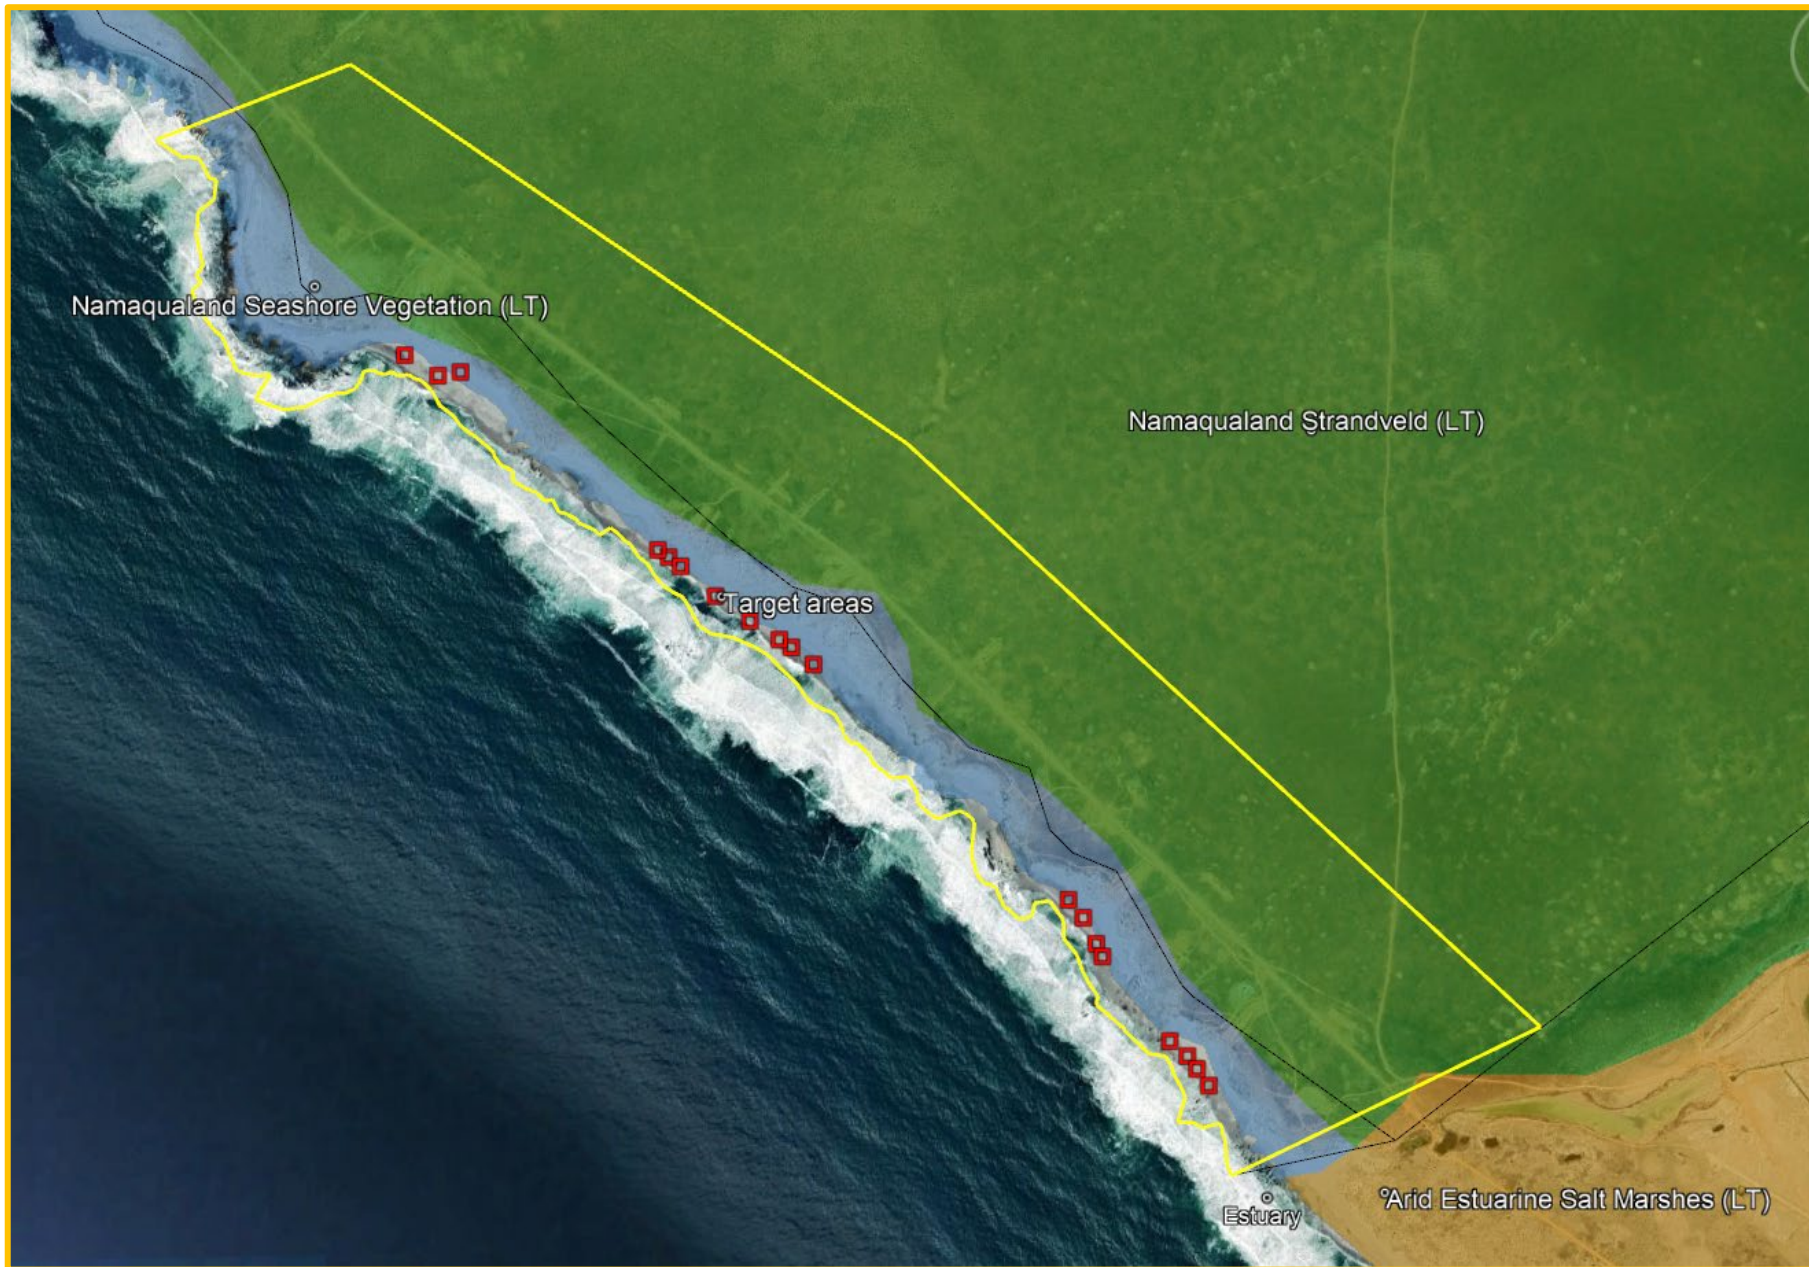 Namaqualand Seashore Vegetation (LT)
Namaqualand Strandveld (LT)
Target areas
Arid Estuarine Salt Marshes (LT)
Estuary